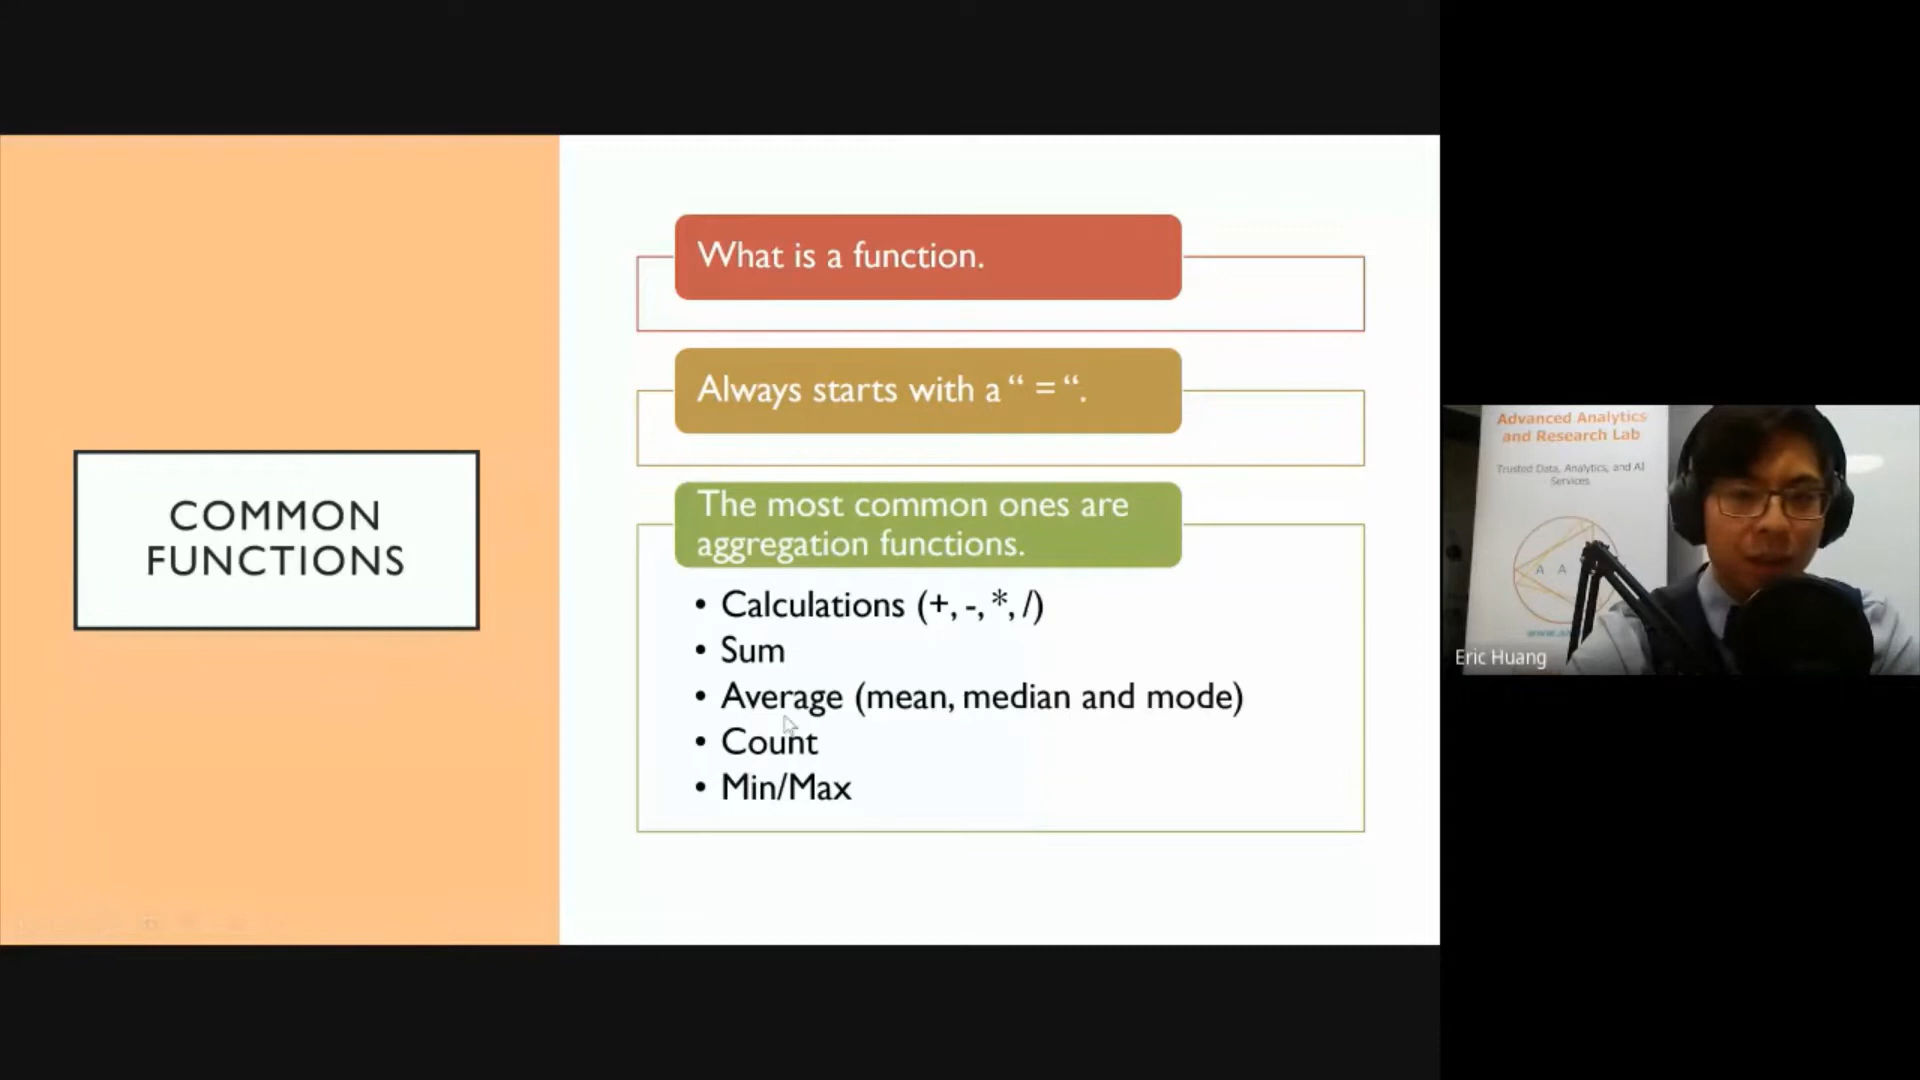 COMMON
FUNCTIONS
What is a function.
Always starts with a “ = “.
The most common ones are
aggregation functions.
• Calculations (+, -, *, /)
• Sum
• Average (mean, median and mode)
• Count
• Min/Max
Advanced Analytics
and Research Lab
Trusted Data, Analytics, and AI
Services
A A
Eric Huang